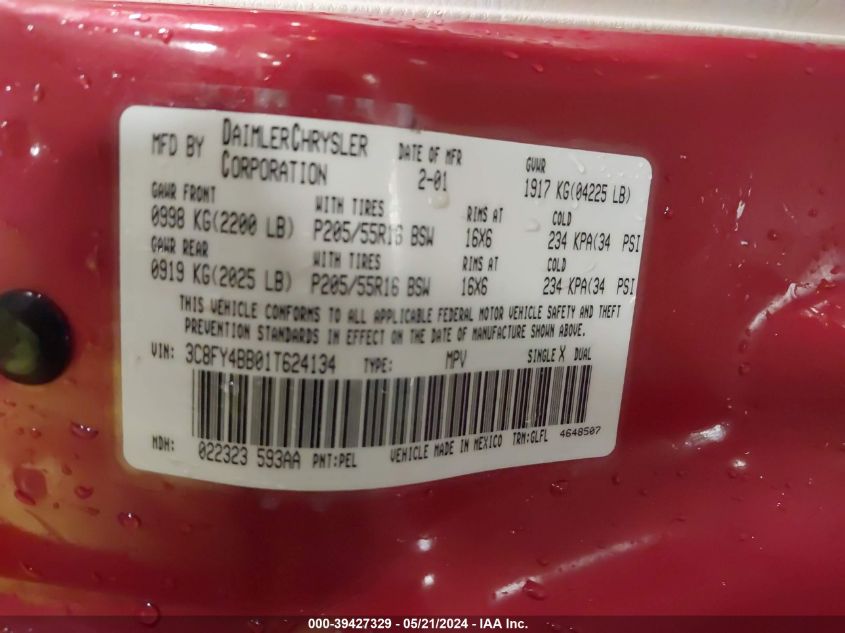 MFD BY DAIMLERCHRYSLER CORPORATION DATE OF MFR 2-01 GVWR 1917 KG(04225 LB)
GAWR FRONT WITH TIRES RIMS AT COLD
0998 KG(2200 LB) P205/55R16 BSW 16X6 234 KPA(34 PSI
GAWR REAR WITH TIRES RIMS AT COLD
0919 KG(2025 LB) P205/55R16 BSW 16X6 234 KPA(34 PSI
THIS VEHICLE CONFORMS TO ALL APPLICABLE FEDERAL MOTOR VEHICLE SAFETY AND THEFT
PREVENTION STANDARDS IN EFFECT ON THE DATE OF MANUFACTURE SHOWN ABOVE.
VIN: 3C8FY4BB01T624134 TYPE: MPV SINGLE X DUAL
MDH: 022323 593AA PNT:PEL VEHICLE MADE IN MEXICO TRM:GLFL 4648507
000-39427329 - 05/21/2024 - IAA Inc.